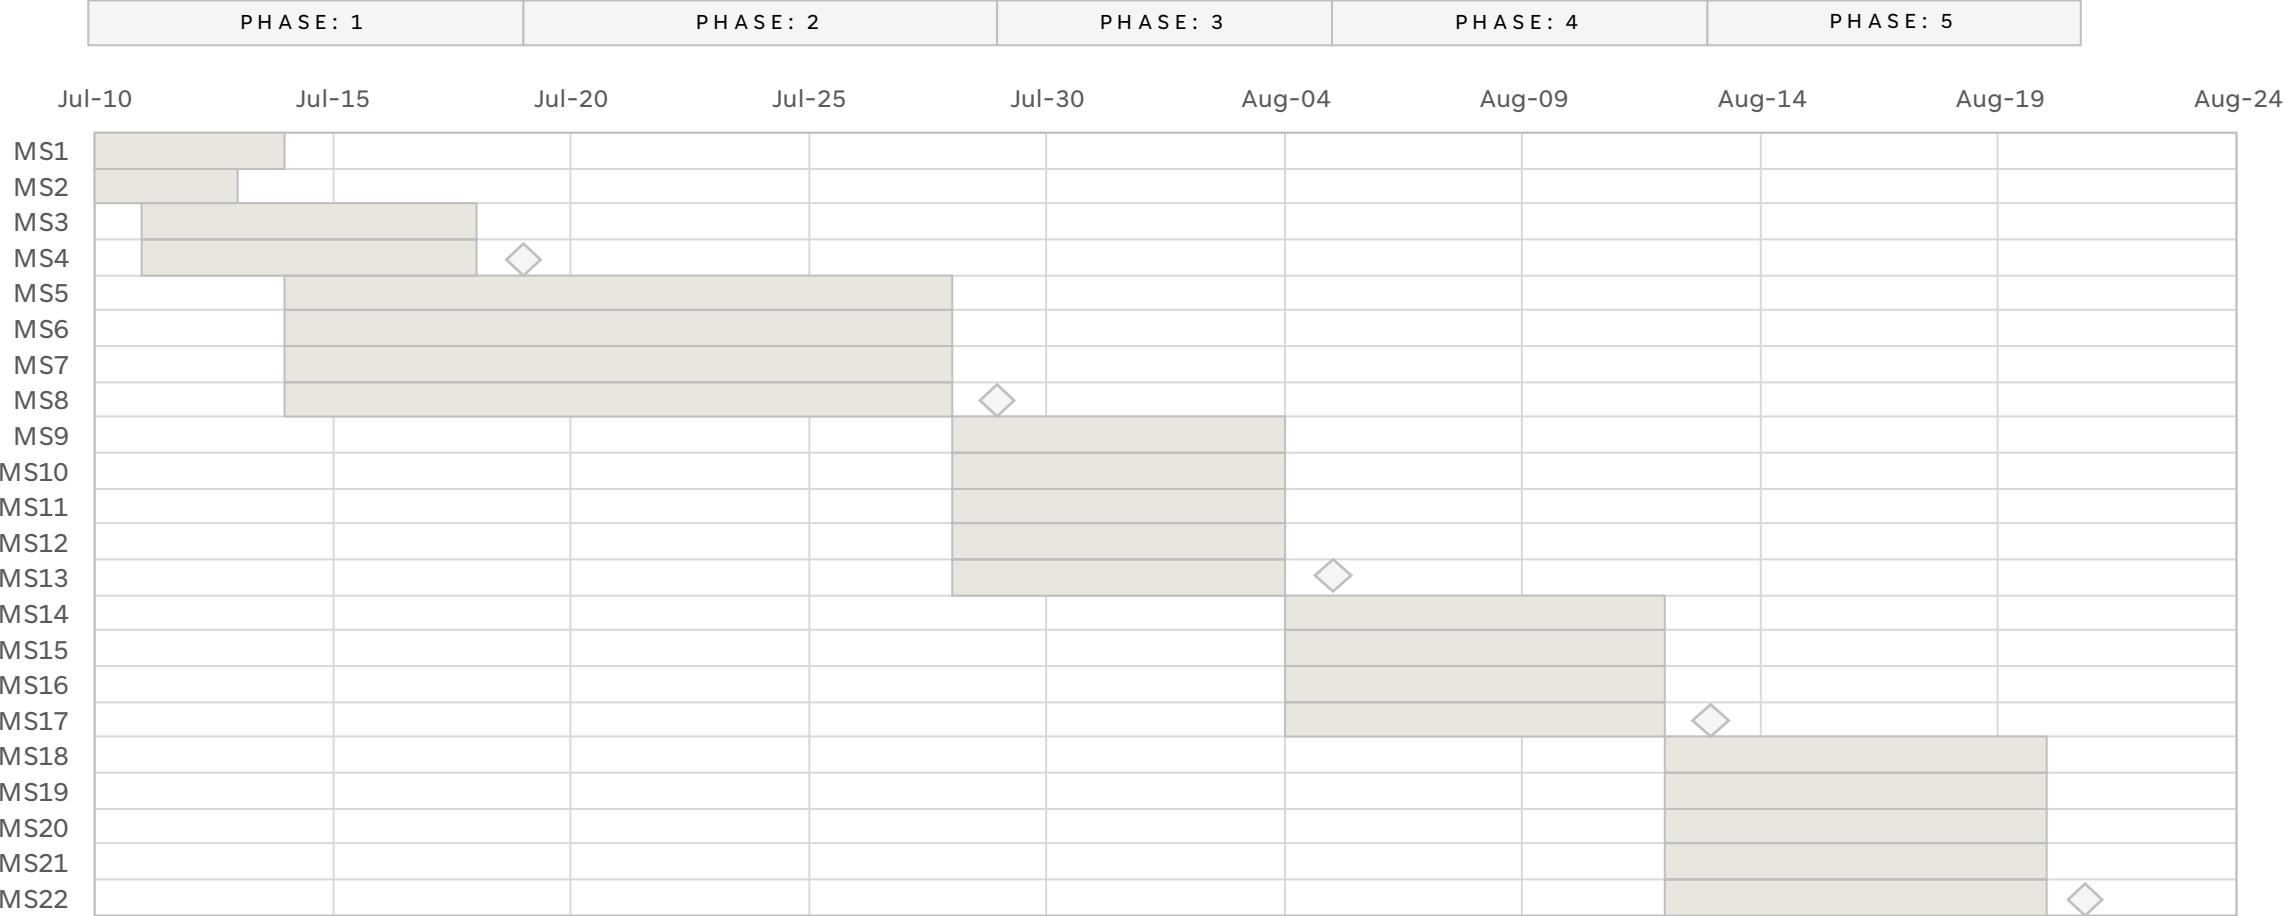 PHASE: 1 PHASE: 2 PHASE: 3 PHASE: 4 PHASE: 5
Jul-10 Jul-15 Jul-20 Jul-25 Jul-30 Aug-04 Aug-09 Aug-14 Aug-19 Aug-24
MS1
MS2
MS3
MS4
MS5
MS6
MS7
MS8
MS9
MS10
MS11
MS12
MS13
MS14
MS15
MS16
MS17
MS18
MS19
MS20
MS21
MS22